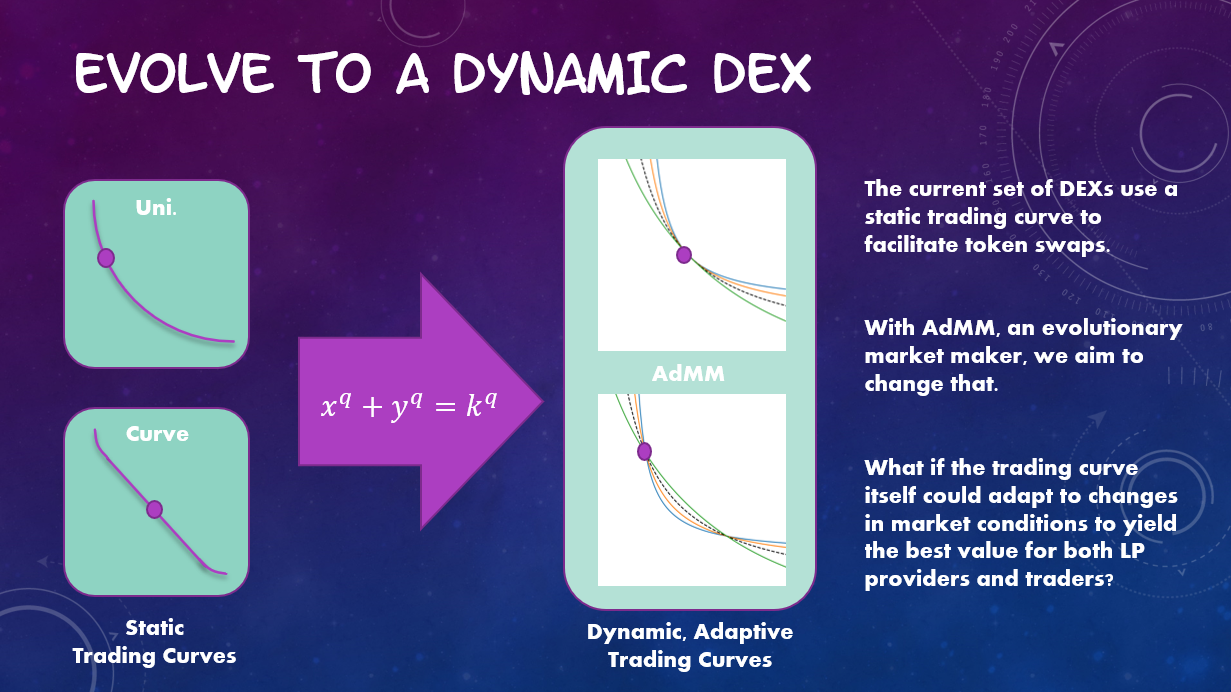 EVOLVE TO A DYNAMIC DEX
Uni.
Curve
Static
Trading Curves
x^q + y^q = k^q
AdMM
Dynamic, Adaptive
Trading Curves
The current set of DEXs use a
static trading curve to
facilitate token swaps.
With AdMM, an evolutionary
market maker, we aim to
change that.
What if the trading curve
itself could adapt to changes
in market conditions to yield
the best value for both LP
providers and traders?